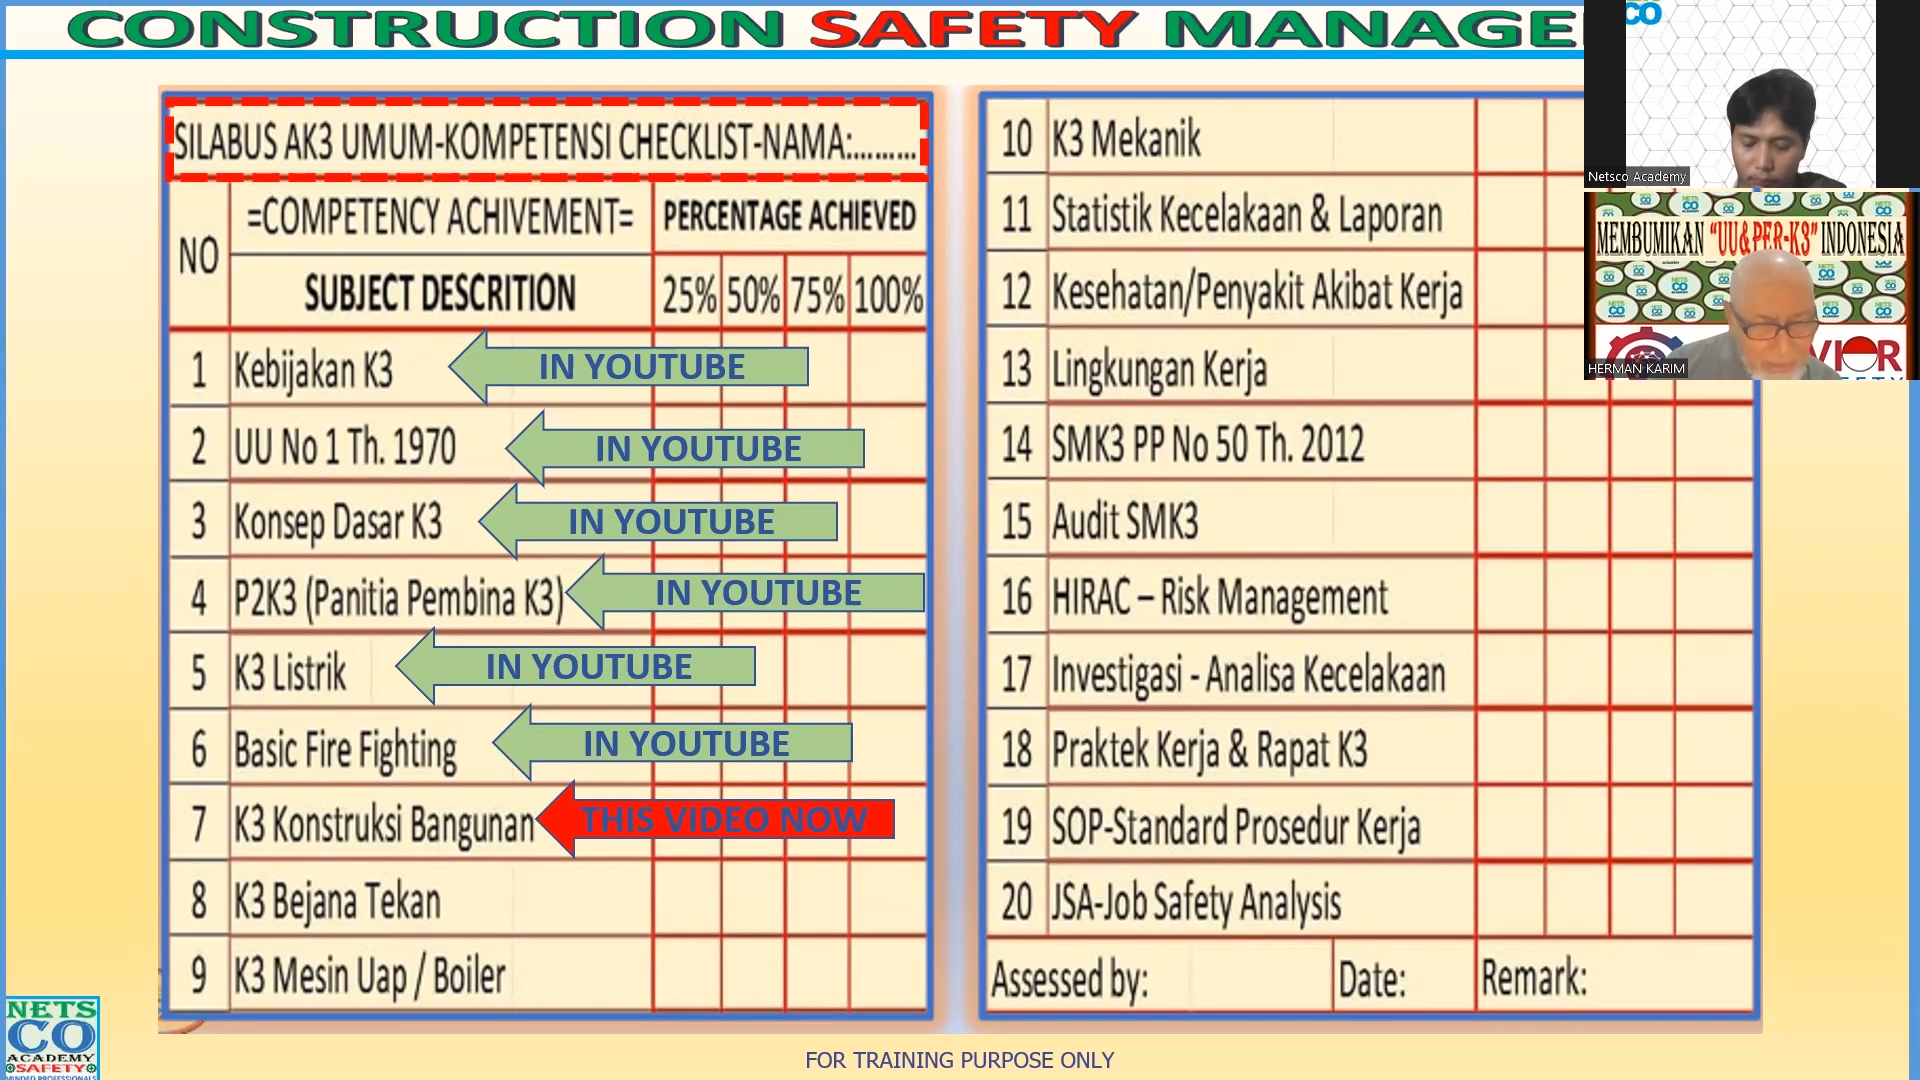 CONSTRUCTION SAFETY MANAGE
SILABUS AK3 UMUM-KOMPETENSI CHECKLIST-NAMA:.........
NO
=COMPETENCY ACHIVEMENT=
PERCENTAGE ACHIEVED
SUBJECT DESCRITION
25% 50% 75% 100%
1 Kebijakan K3 IN YOUTUBE
2 UU No 1 Th. 1970 IN YOUTUBE
3 Konsep Dasar K3 IN YOUTUBE
4 P2K3 (Panitia Pembina K3) IN YOUTUBE
5 K3 Listrik IN YOUTUBE
6 Basic Fire Fighting IN YOUTUBE
7 K3 Konstruksi Bangunan THIS VIDEO NOW
8 K3 Bejana Tekan
9 K3 Mesin Uap / Boiler
10 K3 Mekanik
11 Statistik Kecelakaan & Laporan
12 Kesehatan/Penyakit Akibat Kerja
13 Lingkungan Kerja
14 SMK3 PP No 50 Th. 2012
15 Audit SMK3
16 HIRAC – Risk Management
17 Investigasi - Analisa Kecelakaan
18 Praktek Kerja & Rapat K3
19 SOP-Standard Prosedur Kerja
20 JSA-Job Safety Analysis
Assessed by: Date: Remark:
CO
Netsco Academy
MEMBUMIKAN "UU&PER-K3" INDONESIA
HERMAN KARIM
NETS
CO
ACADEMY
SAFETY
MINDED PROFESSIONALS
FOR TRAINING PURPOSE ONLY